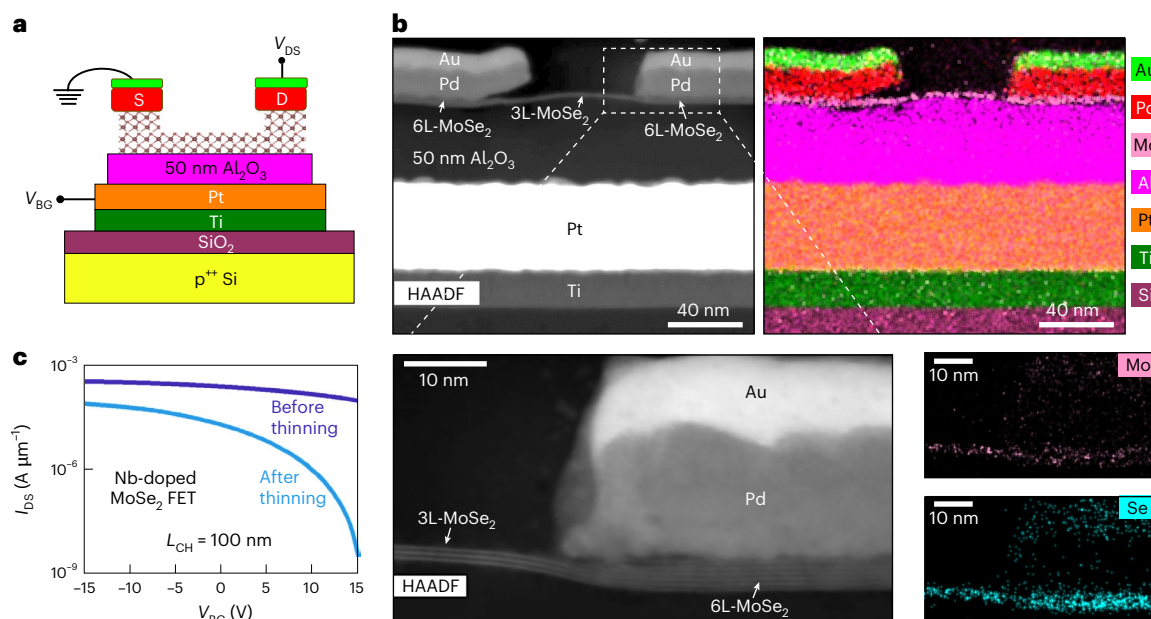 a
V_DS
S
D
50 nm Al₂O₃
V_BG
Pt
Ti
SiO₂
p⁺⁺ Si
b
Au
Pd
Au
Pd
6L-MoSe₂
3L-MoSe₂
6L-MoSe₂
50 nm Al₂O₃
Pt
HAADF
Ti
40 nm
40 nm
Au
Mo
Pt
Ti
c
10⁻³
10⁻⁶
10⁻⁹
I_DS (A µm⁻¹)
Before
thinning
After
thinning
Nb-doped
MoSe₂ FET
L_CH = 100 nm
−15
−10
−5
0
5
10
15
V_BG (V)
10 nm
Au
Pd
3L-MoSe₂
HAADF
6L-MoSe₂
10 nm
Mo
10 nm
Se